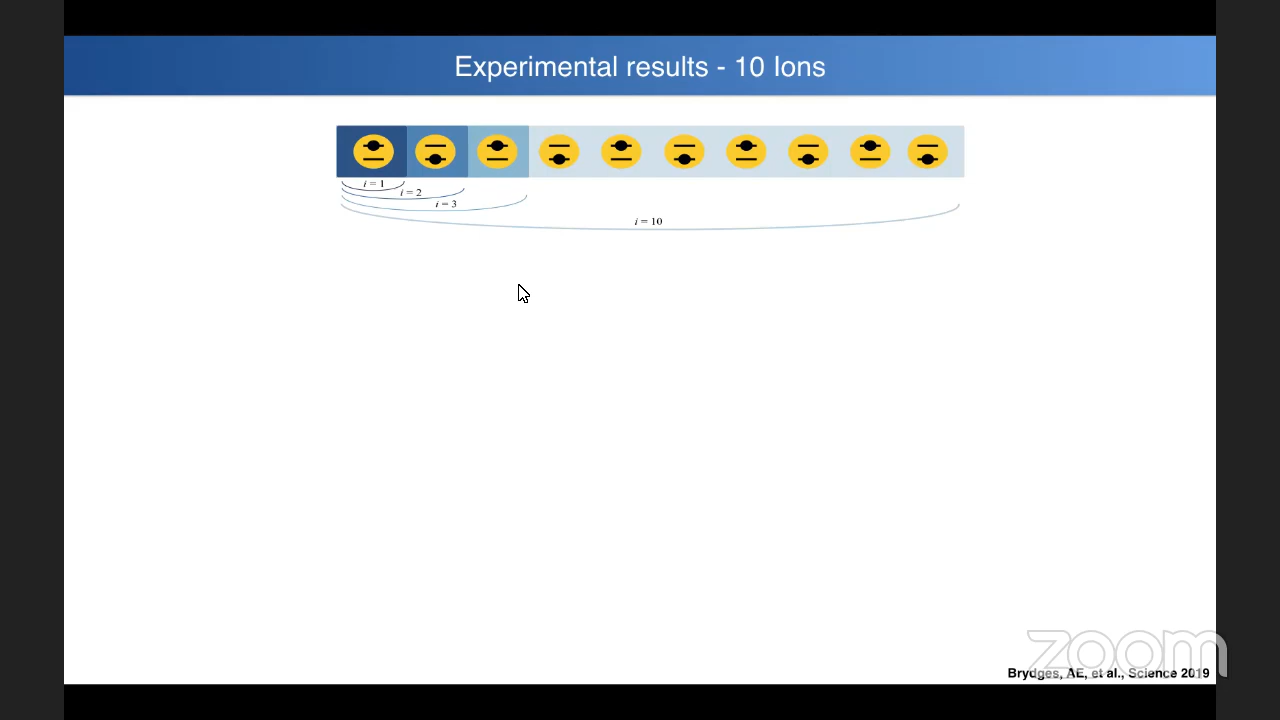 Experimental results - 10 Ions
i = 1
i = 2
i = 3
i = 10
zoom
Brydges, AE, et al., Science 2019